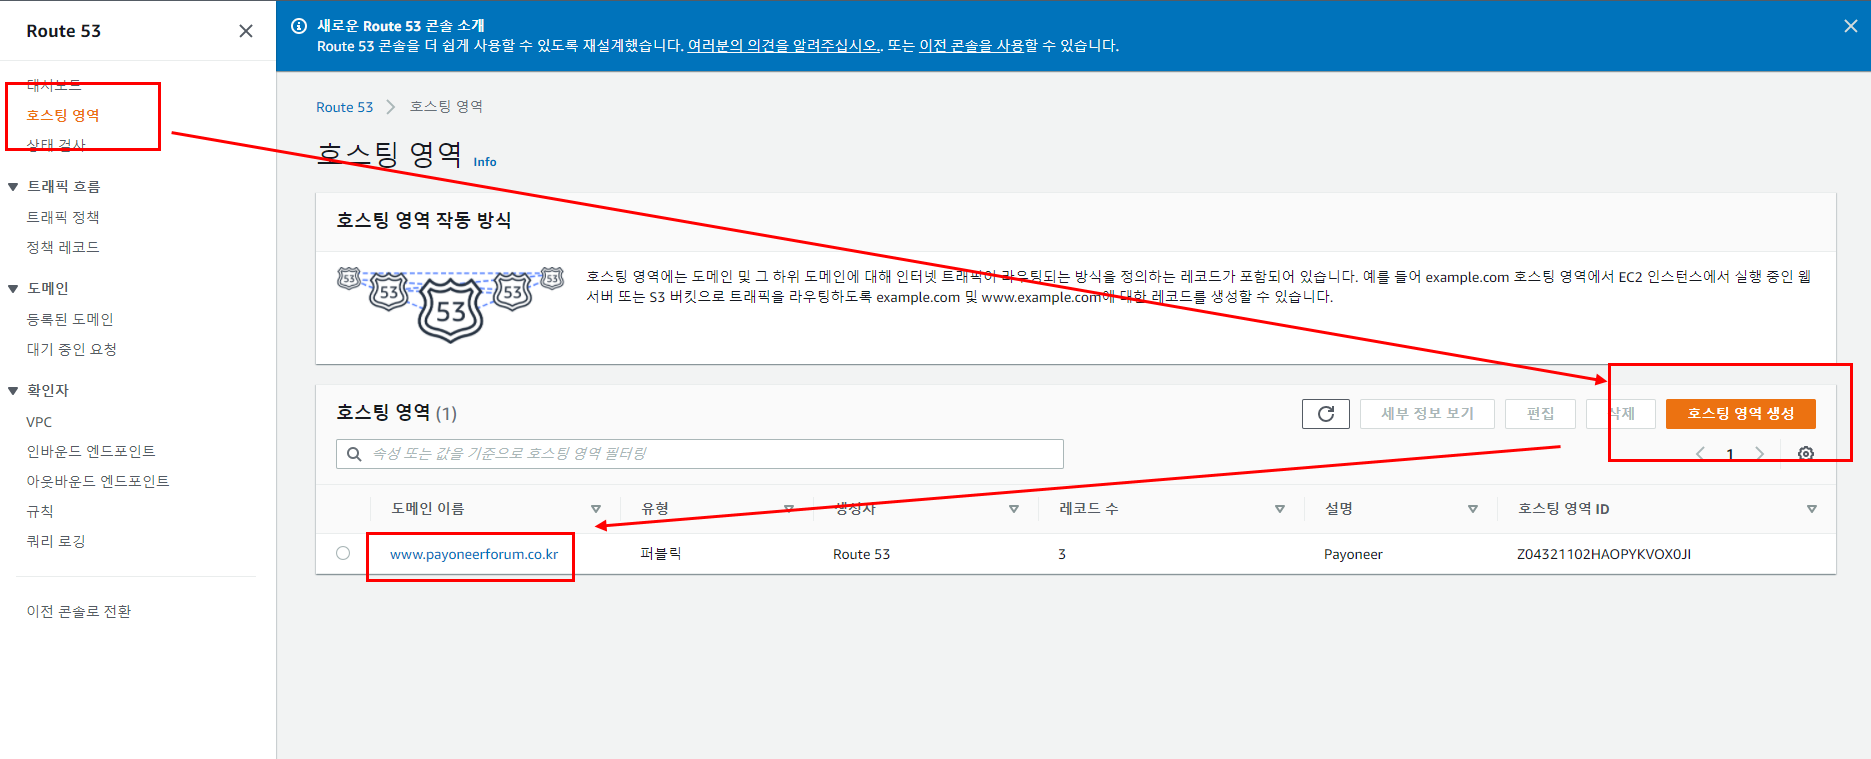 Route 53
대시보드
호스팅 영역
상태 검사
트래픽 흐름
트래픽 정책
정책 레코드
도메인
등록된 도메인
대기 중인 요청
확인자
VPC
인바운드 엔드포인트
아웃바운드 엔드포인트
규칙
쿼리 로깅
이전 콘솔로 전환
새로운 Route 53 콘솔 소개
Route 53 콘솔을 더 쉽게 사용할 수 있도록 재설계했습니다. 여러분의 의견을 알려주십시오.. 또는 이전 콘솔을 사용할 수 있습니다.
Route 53 호스팅 영역
호스팅 영역 Info
호스팅 영역 작동 방식
53 53 53 53 53
호스팅 영역에는 도메인 및 그 하위 도메인에 대해 인터넷 트래픽이 라우팅되는 방식을 정의하는 레코드가 포함되어 있습니다. 예를 들어 example.com 호스팅 영역에서 EC2 인스턴스에서 실행 중인 웹
서버 또는 S3 버킷으로 트래픽을 라우팅하도록 example.com 및 www.example.com에 대한 레코드를 생성할 수 있습니다.
호스팅 영역 (1)
세부 정보 보기 편집 삭제 호스팅 영역 생성
속성 또는 값을 기준으로 호스팅 영역 필터링
1
도메인 이름 유형 생성자 레코드 수 설명 호스팅 영역 ID
www.payoneerforum.co.kr 퍼블릭 Route 53 3 Payoneer Z04321102HAOPYKVOX0JI